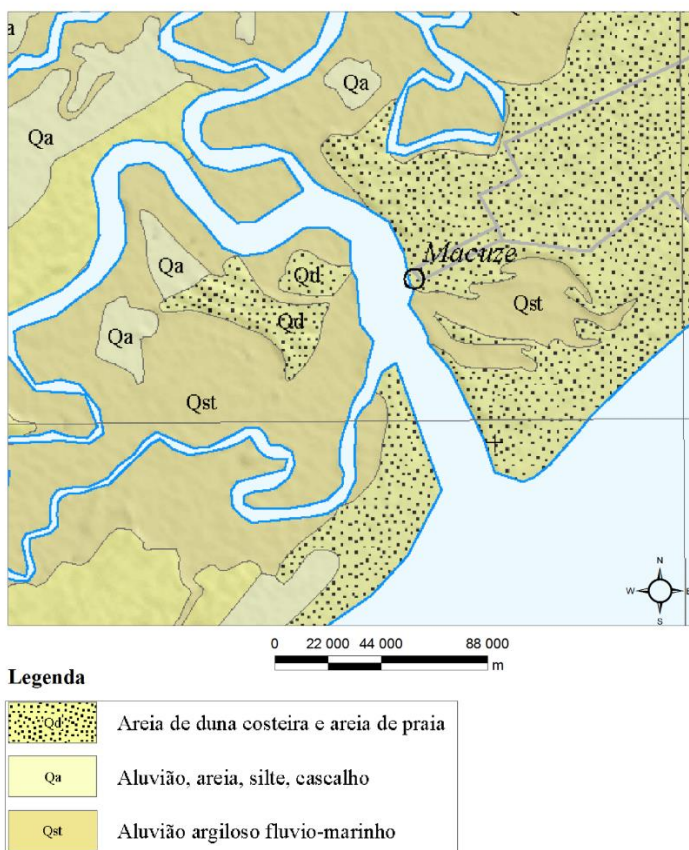 a
Q
Qa
Qa
Macuze
Qa
Qd
Qd
Qst
Qa
Qst
N
W E
S
0 22 000 44 000 88 000
m
Legenda
Qd Areia de duna costeira e areia de praia
Qa Aluvião, areia, silte, cascalho
Qst Aluvião argiloso fluvio-marinho